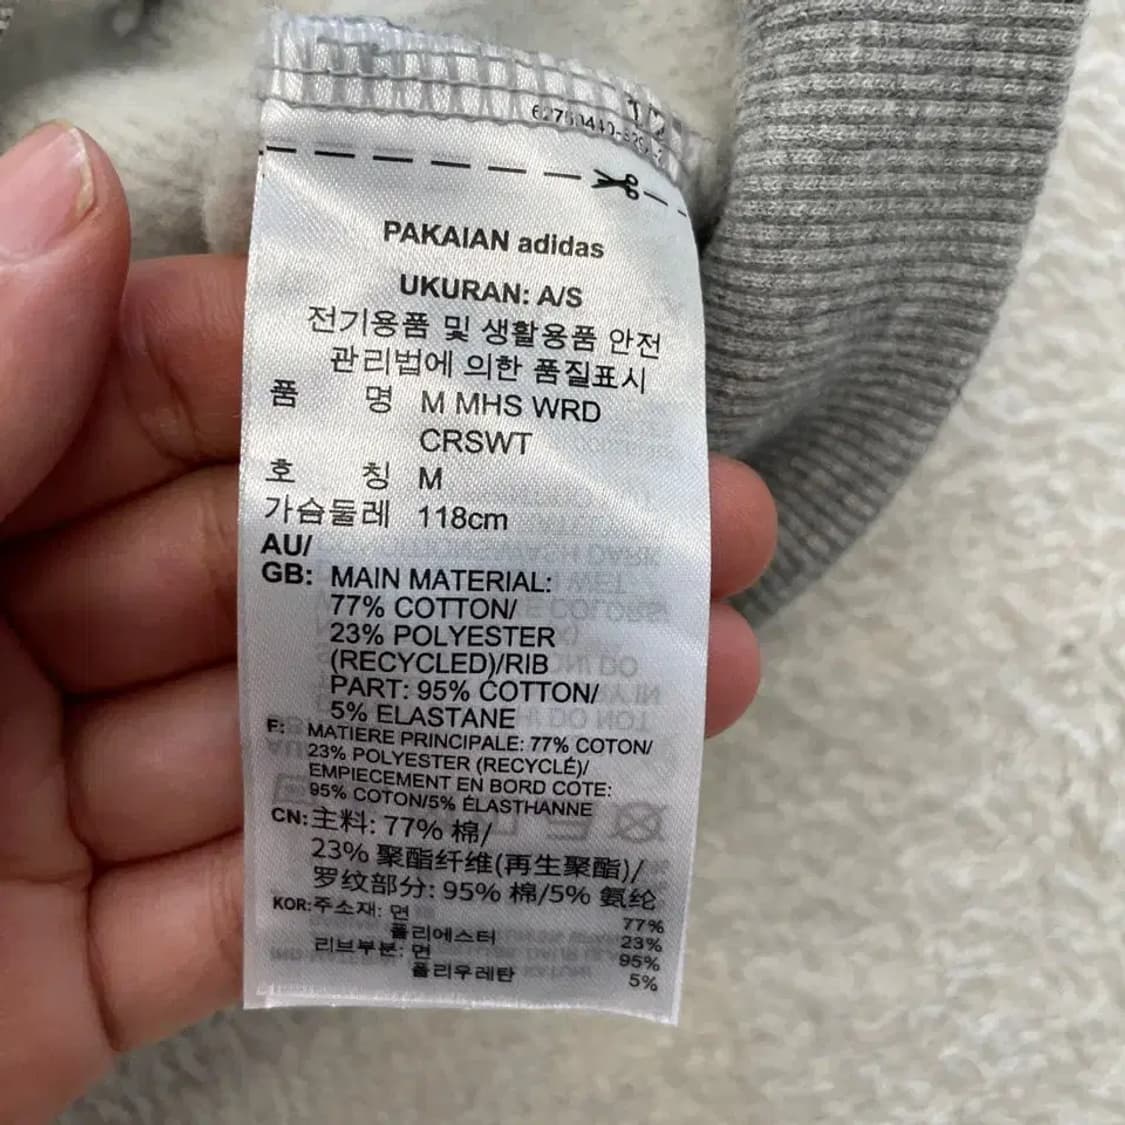 12
PAKAIAN adidas
UKURAN: A/S
전기용품 및 생활용품 안전
관리법에 의한 품질표시
품 명 M MHS WRD
CRSWT
호 칭 M
가슴둘레 118cm
AU/
GB: MAIN MATERIAL:
77% COTTON/
23% POLYESTER
(RECYCLED)/RIB
PART: 95% COTTON/
5% ELASTANE
F: MATIERE PRINCIPALE: 77% COTON/
23% POLYESTER (RECYCLÉ)/
EMPIECEMENT EN BORD COTE:
95% COTON/5% ÉLASTHANNE
CN: 主料: 77% 棉/
23% 聚酯纤维(再生聚酯)/
罗纹部分: 95% 棉/5% 氨纶
KOR: 주소재: 면 77%
폴리에스터 23%
리브부분: 면 95%
폴리우레탄 5%